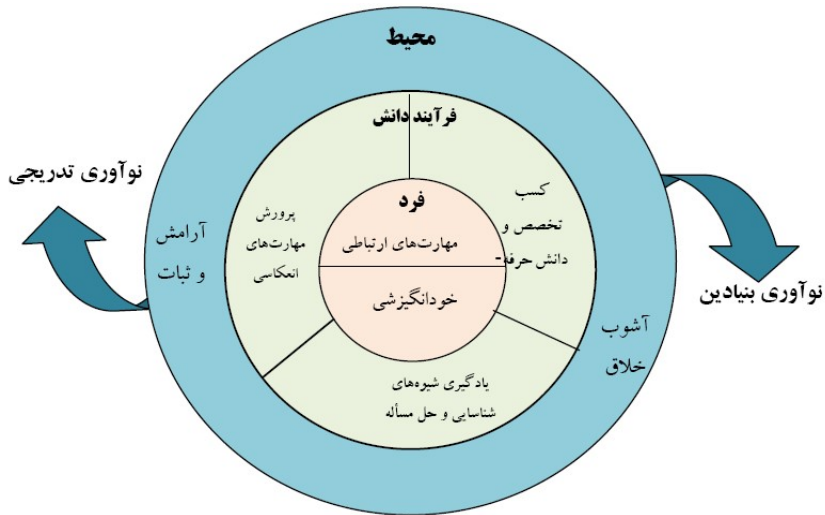 محیط
فرآیند دانش
نوآوری تدریجی
نوآوری بنیادین
کسب
تخصص و
دانش حرفه-
پرورش
مهارت‌های
انعکاسی
فرد
مهارت‌های ارتباطی
خودانگیزشی
آرامش
و ثبات
آشوب
خلاق
یادگیری شیوه‌های
شناسایی و حل مسأله